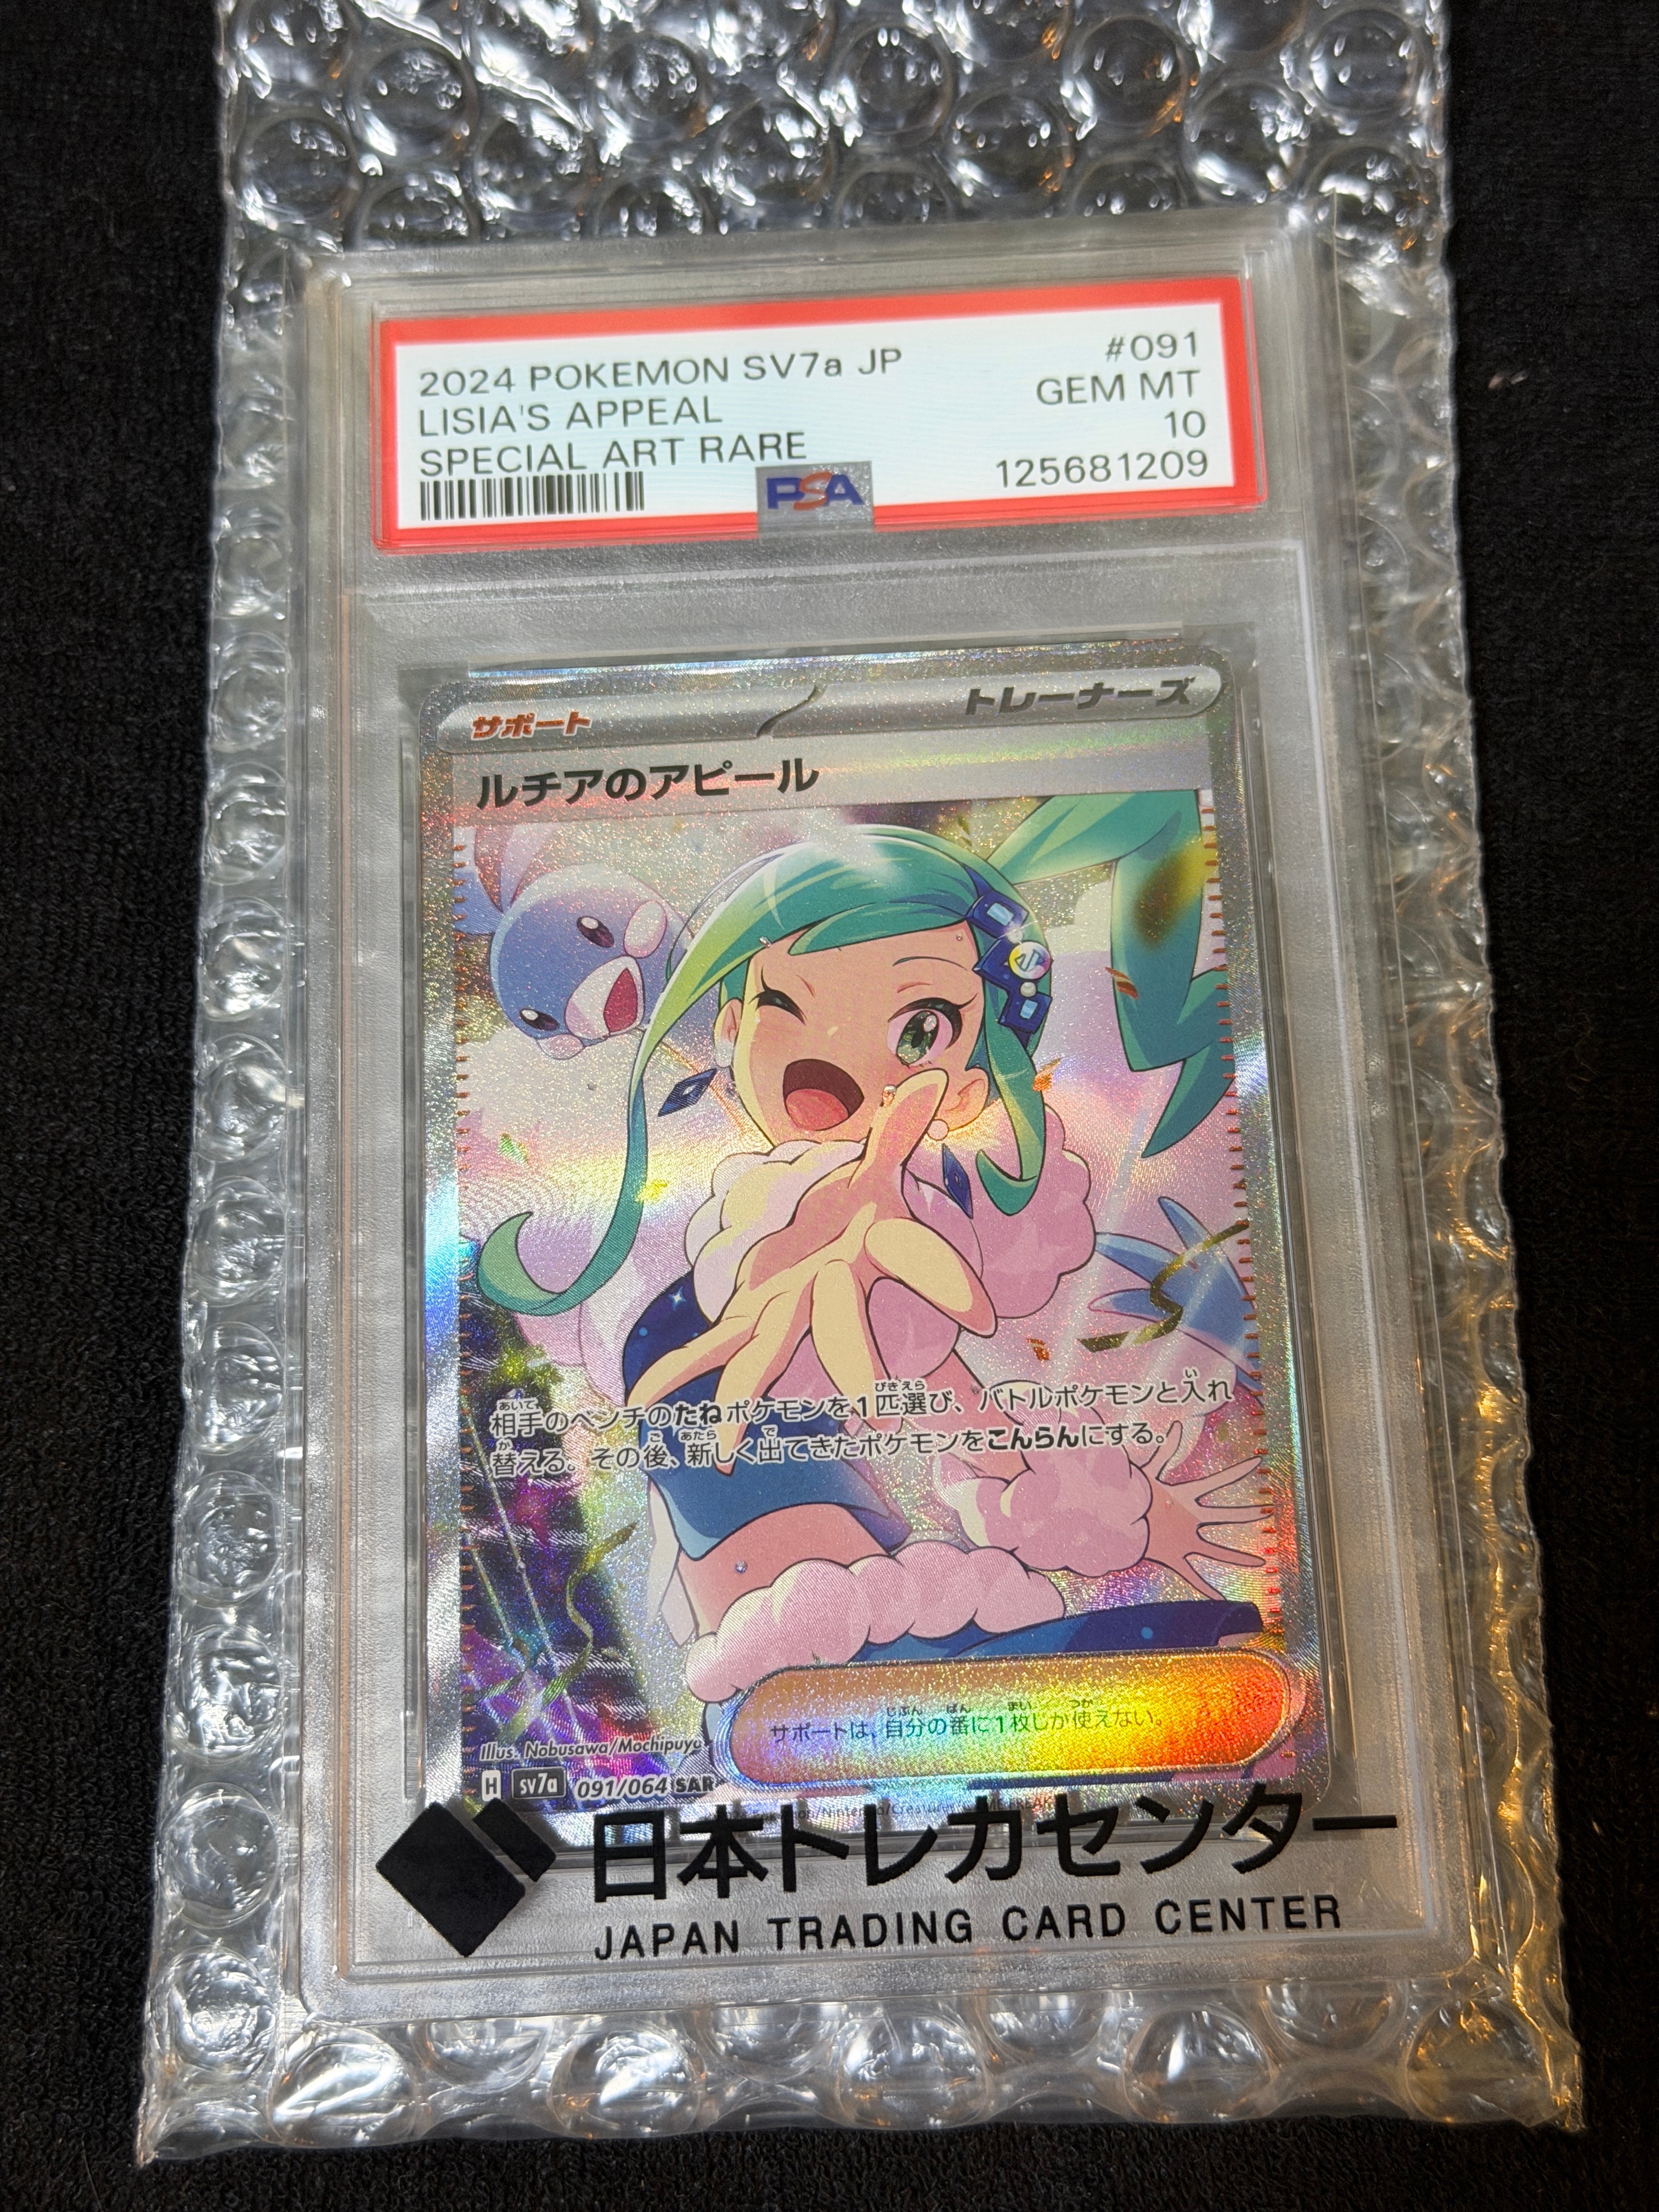 2024 POKEMON SV7a JP
#091
LISIA'S APPEAL
GEM MT
SPECIAL ART RARE
10
PSA
125681209
サポート
トレーナーズ
ルチアのアピール
相手のベンチのたねポケモンを1匹選び、バトルポケモンと入れ
替える。その後、新しく出てきたポケモンをこんらんにする。
サポートは、自分の番に1枚しか使えない。
Illus. Nobusawa/Mochipuyo
H SV7a 091/064 SAR
日本トレカセンター
JAPAN TRADING CARD CENTER